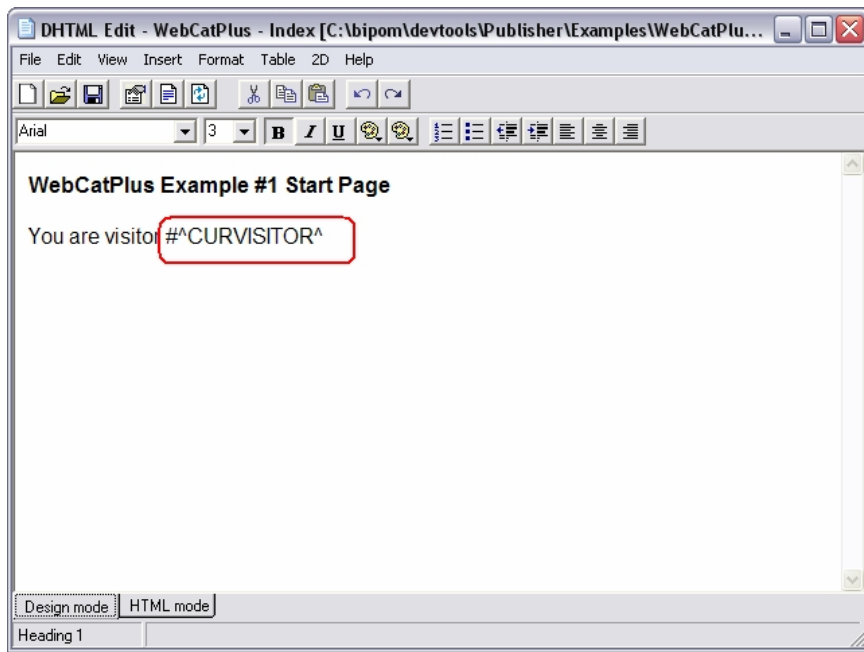 DHTML Edit - WebCatPlus - Index [C:\bipom\devtools\Publisher\Examples\WebCatPlu...
File Edit View Insert Format Table 2D Help
Arial 3 B I U
WebCatPlus Example #1 Start Page
You are visitor #^CURVISITOR^
Design mode HTML mode
Heading 1